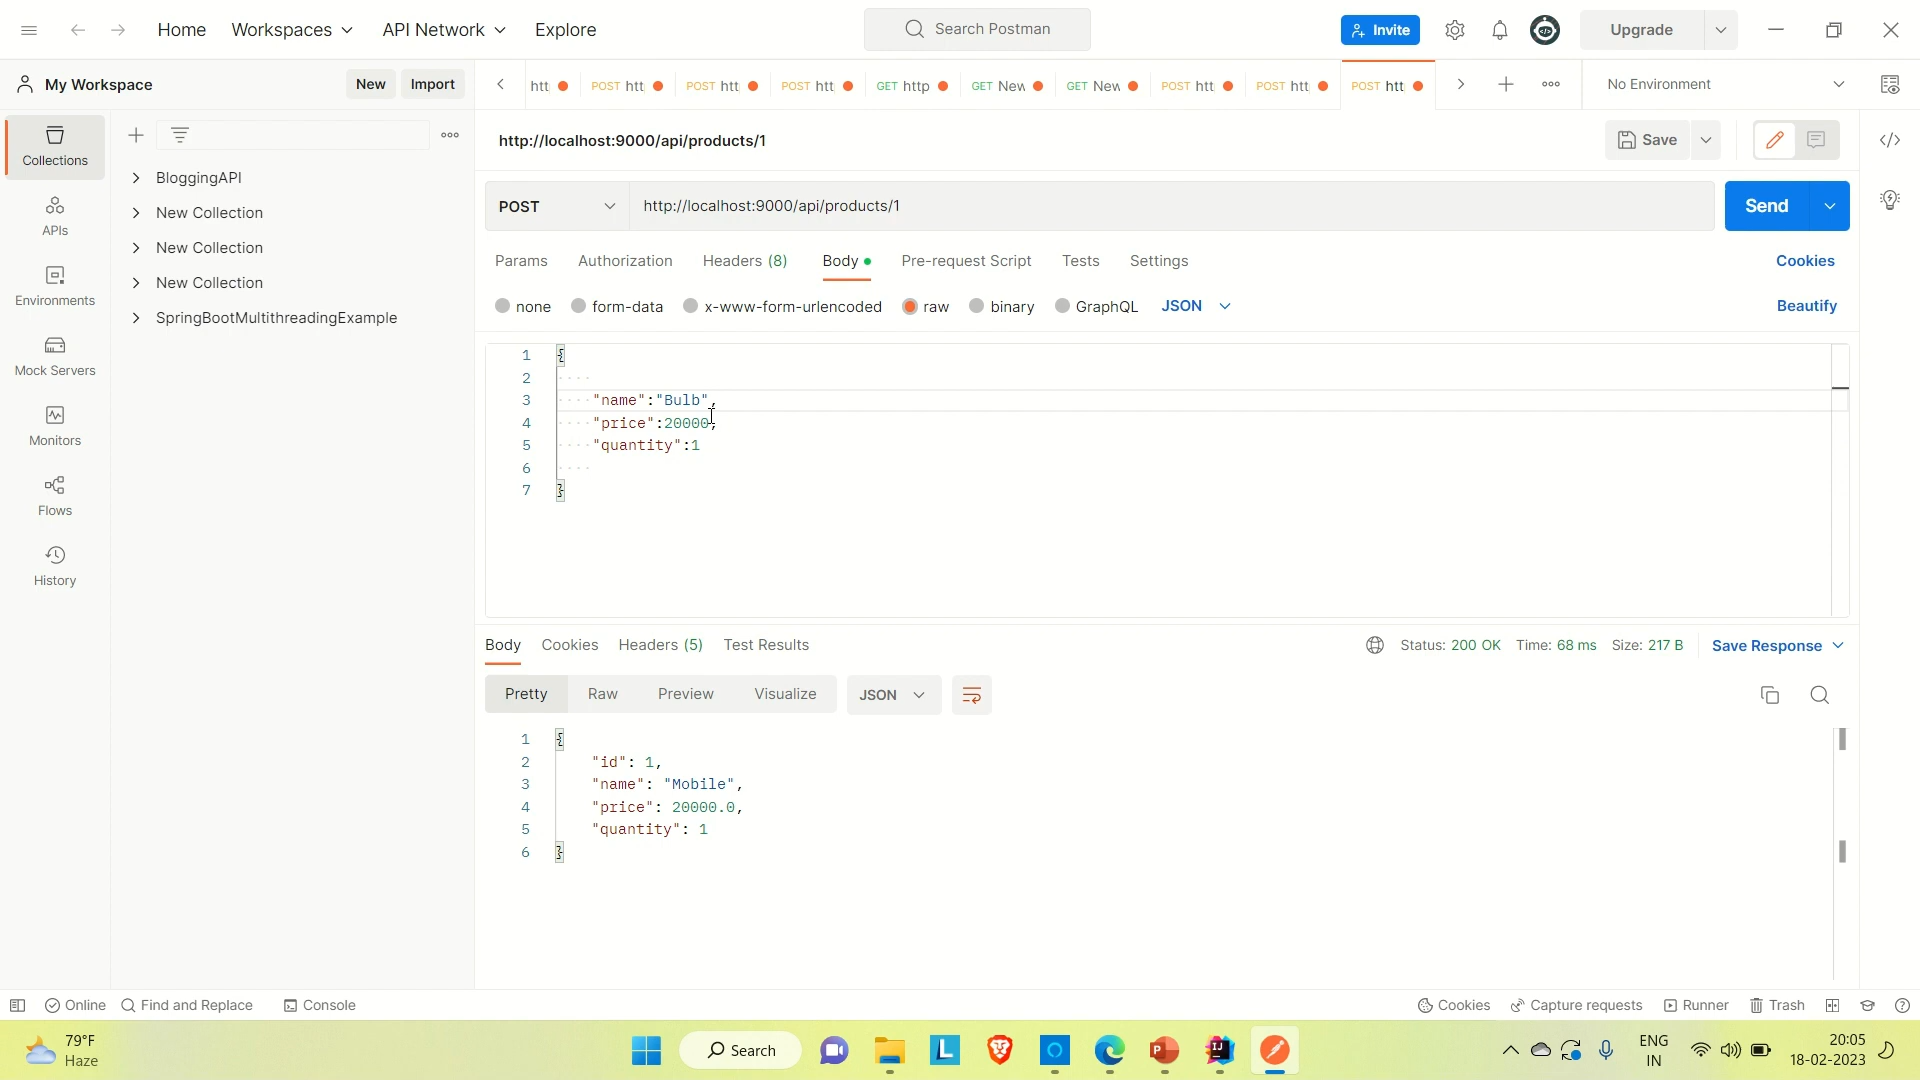 Home Workspaces API Network Explore Search Postman Invite Upgrade
My Workspace New Import
htt POST htt POST htt POST htt GET http GET New GET New POST htt POST htt POST htt No Environment
Collections
APIs
Environments
Mock Servers
Monitors
Flows
History
BloggingAPI
New Collection
New Collection
New Collection
SpringBootMultithreadingExample
http://localhost:9000/api/products/1 Save
POST http://localhost:9000/api/products/1 Send
Params Authorization Headers (8) Body Pre-request Script Tests Settings Cookies
none form-data x-www-form-urlencoded raw binary GraphQL JSON Beautify
1 {
2
3 "name":"Bulb",
4 "price":20000,
5 "quantity":1
6
7 }
Body Cookies Headers (5) Test Results Status: 200 OK Time: 68 ms Size: 217 B Save Response
Pretty Raw Preview Visualize JSON
1 {
2 "id": 1,
3 "name": "Mobile",
4 "price": 20000.0,
5 "quantity": 1
6 }
Online Find and Replace Console Cookies Capture requests Runner Trash
79°F
Haze
Search
ENG
IN
20:05
18-02-2023